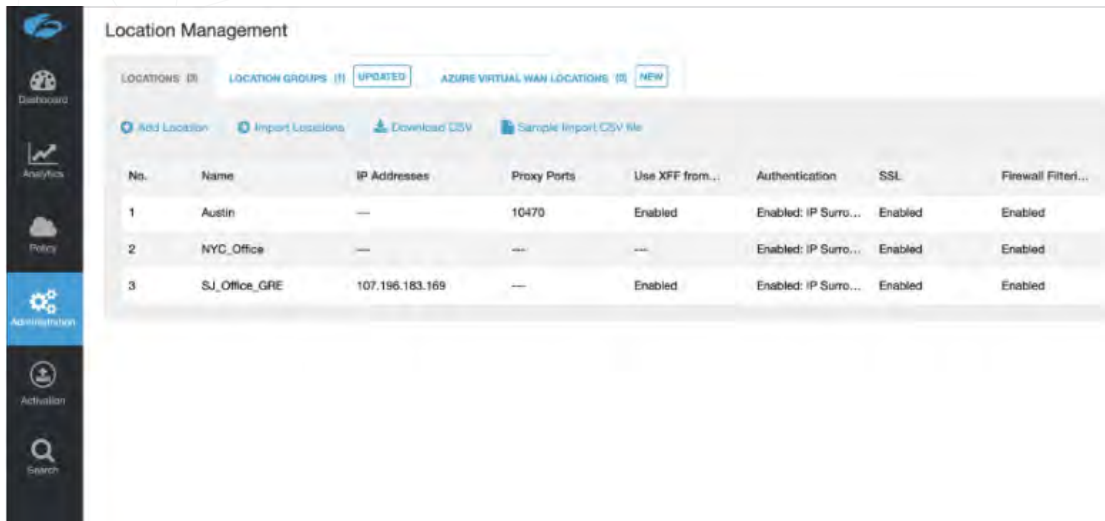 Location Management
LOCATIONS (3) LOCATION GROUPS (1) UPDATED AZURE VIRTUAL WAN LOCATIONS (0) NEW
Add Location Import Locations Download CSV Sample Import CSV file
No. Name IP Addresses Proxy Ports Use XFF from... Authentication SSL Firewall Filteri...
1 Austin --- 10470 Enabled Enabled: IP Surro... Enabled Enabled
2 NYC_Office --- --- --- Enabled: IP Surro... Enabled Enabled
3 SJ_Office_GRE 107.196.183.169 --- Enabled Enabled: IP Surro... Enabled Enabled
Dashboard
Analytics
Policy
Administration
Activation
Search